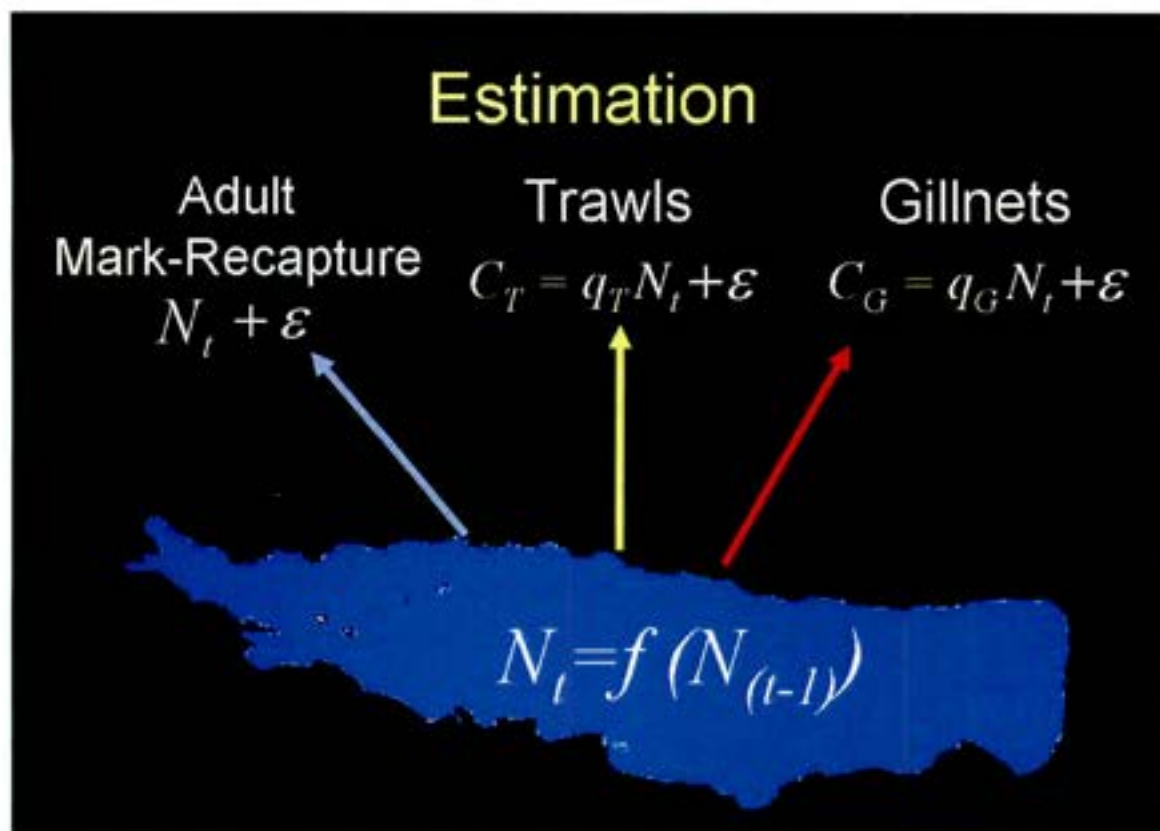 Estimation
Adult
Mark-Recapture
N_t + ε
Trawls
C_T = q_T N_t + ε
Gillnets
C_G = q_G N_t + ε
N_t = f (N_(t-1))